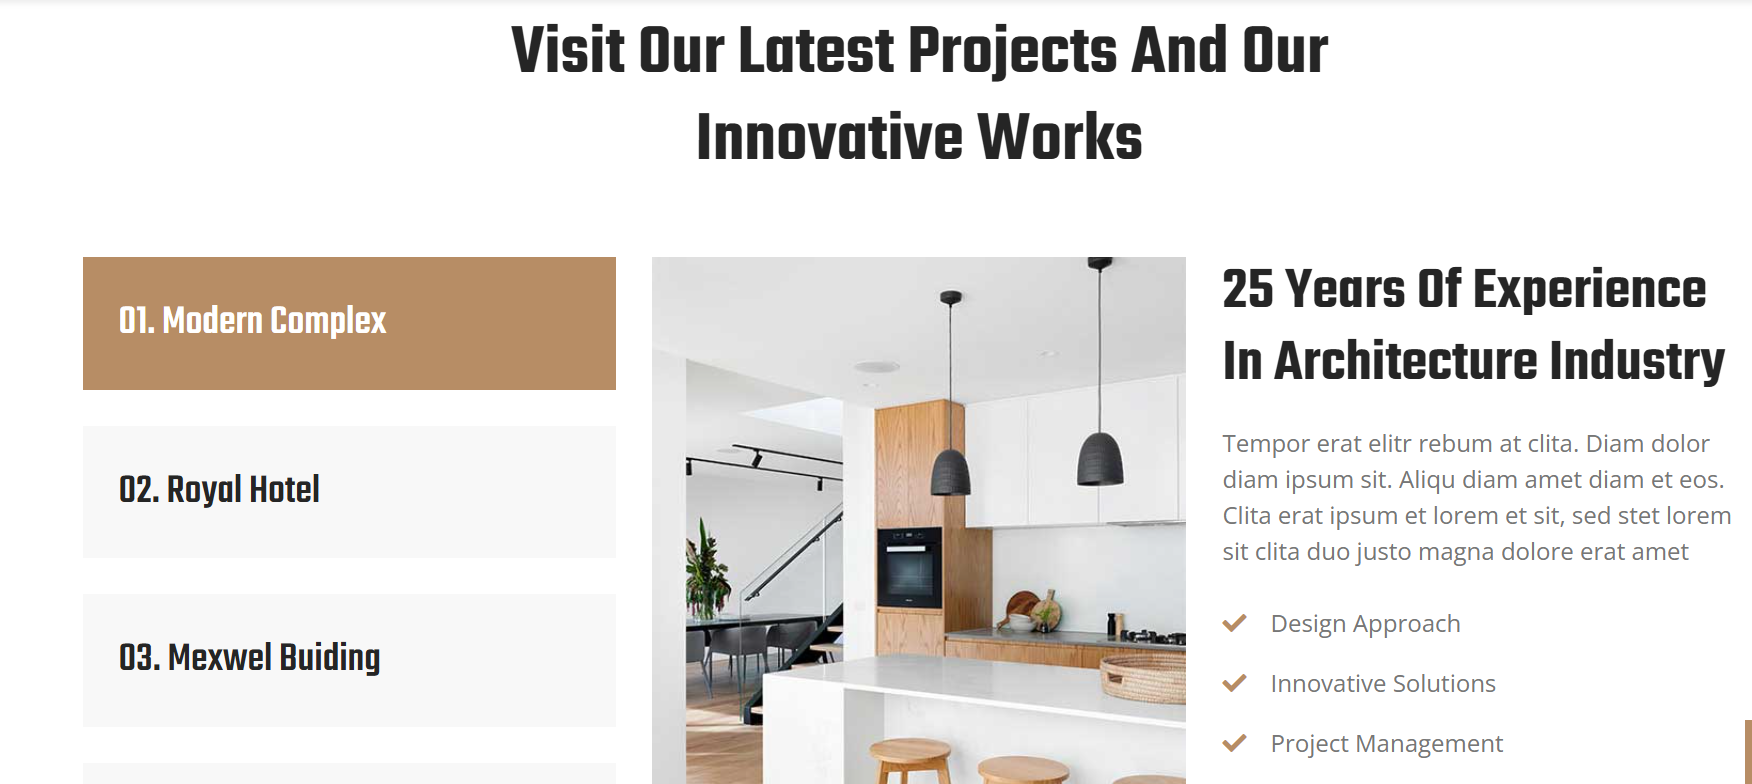 Visit Our Latest Projects And Our
Innovative Works
01. Modern Complex
02. Royal Hotel
03. Mexwel Buiding
25 Years Of Experience
In Architecture Industry
Tempor erat elitr rebum at clita. Diam dolor
diam ipsum sit. Aliqu diam amet diam et eos.
Clita erat ipsum et lorem et sit, sed stet lorem
sit clita duo justo magna dolore erat amet
Design Approach
Innovative Solutions
Project Management